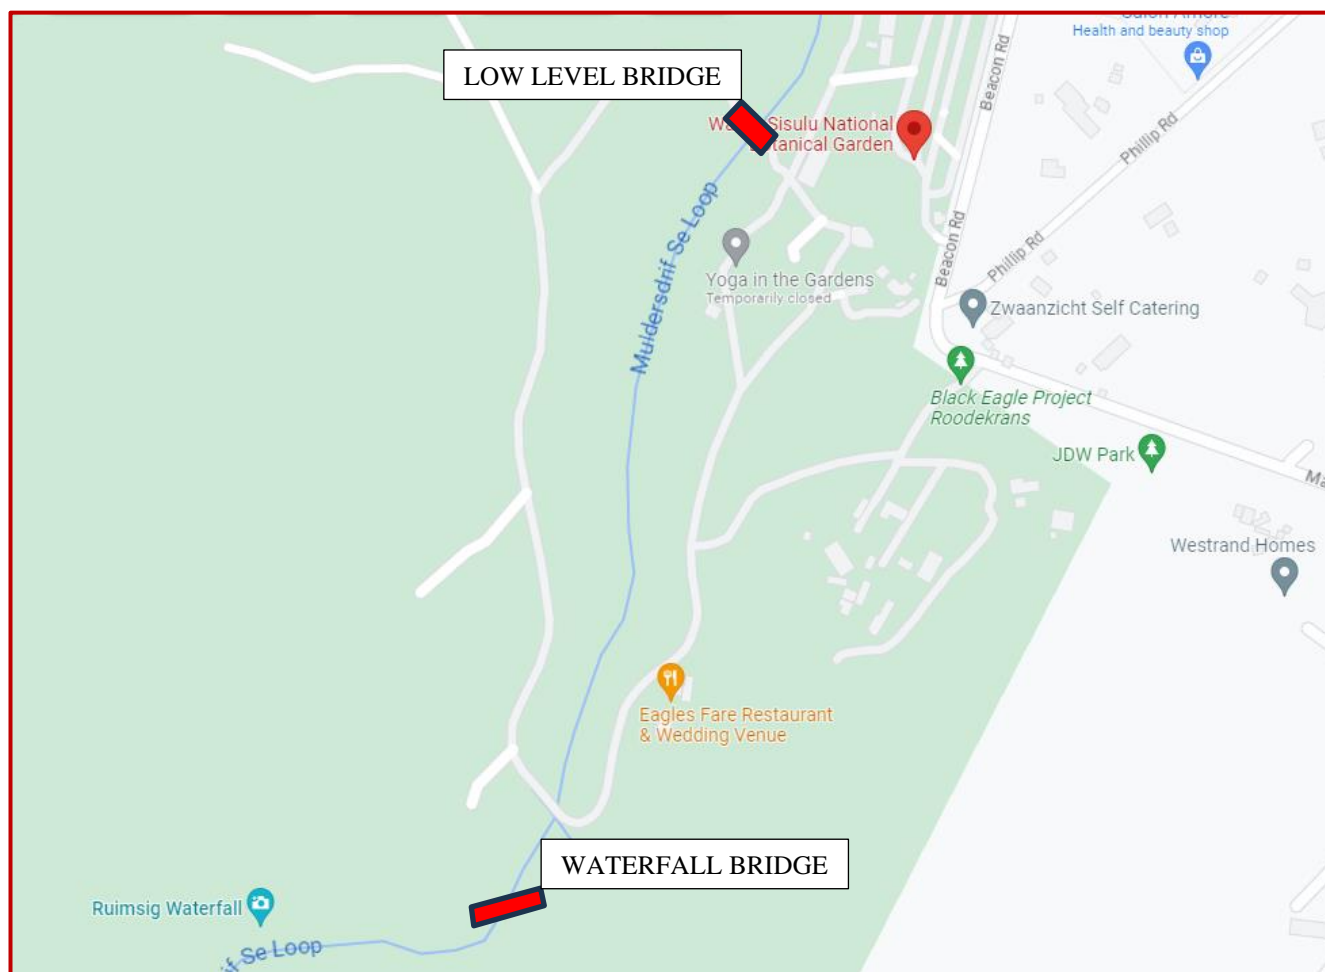 Health and beauty shop
Beacon Rd
Phillip Rd
LOW LEVEL BRIDGE
Sisulu National
Botanical Garden
Muldersdrif Se Loop
Beacon Rd
Phillip Rd
Yoga in the Gardens
Temporarily closed
Zwaanzicht Self Catering
Black Eagle Project
Roodekrans
JDW Park
Ma
Westrand Homes
Eagles Fare Restaurant
& Wedding Venue
WATERFALL BRIDGE
Ruimsig Waterfall
Se Loop